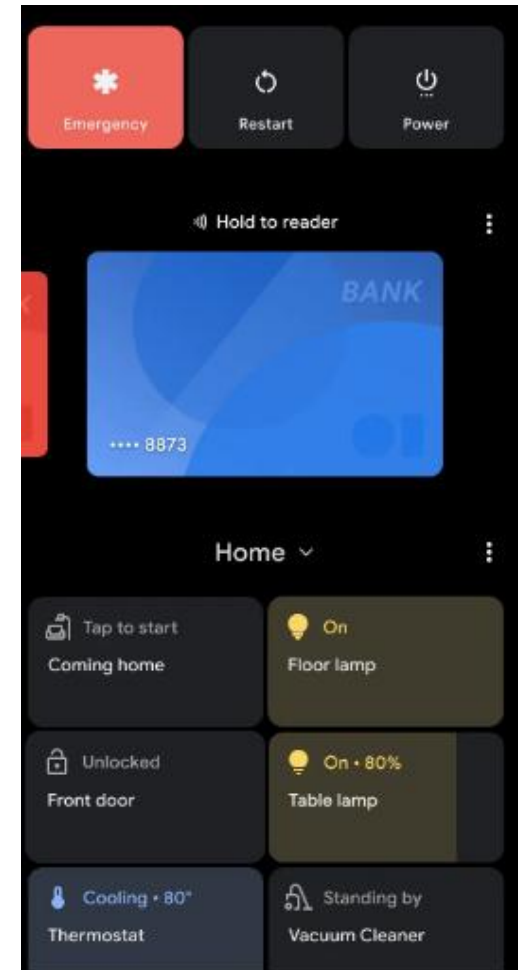 Emergency
Restart
Power
Hold to reader
BANK
•••• 8873
Home
Tap to start
Coming home
On
Floor lamp
Unlocked
Front door
On • 80%
Table lamp
Cooling • 80°
Thermostat
Standing by
Vacuum Cleaner